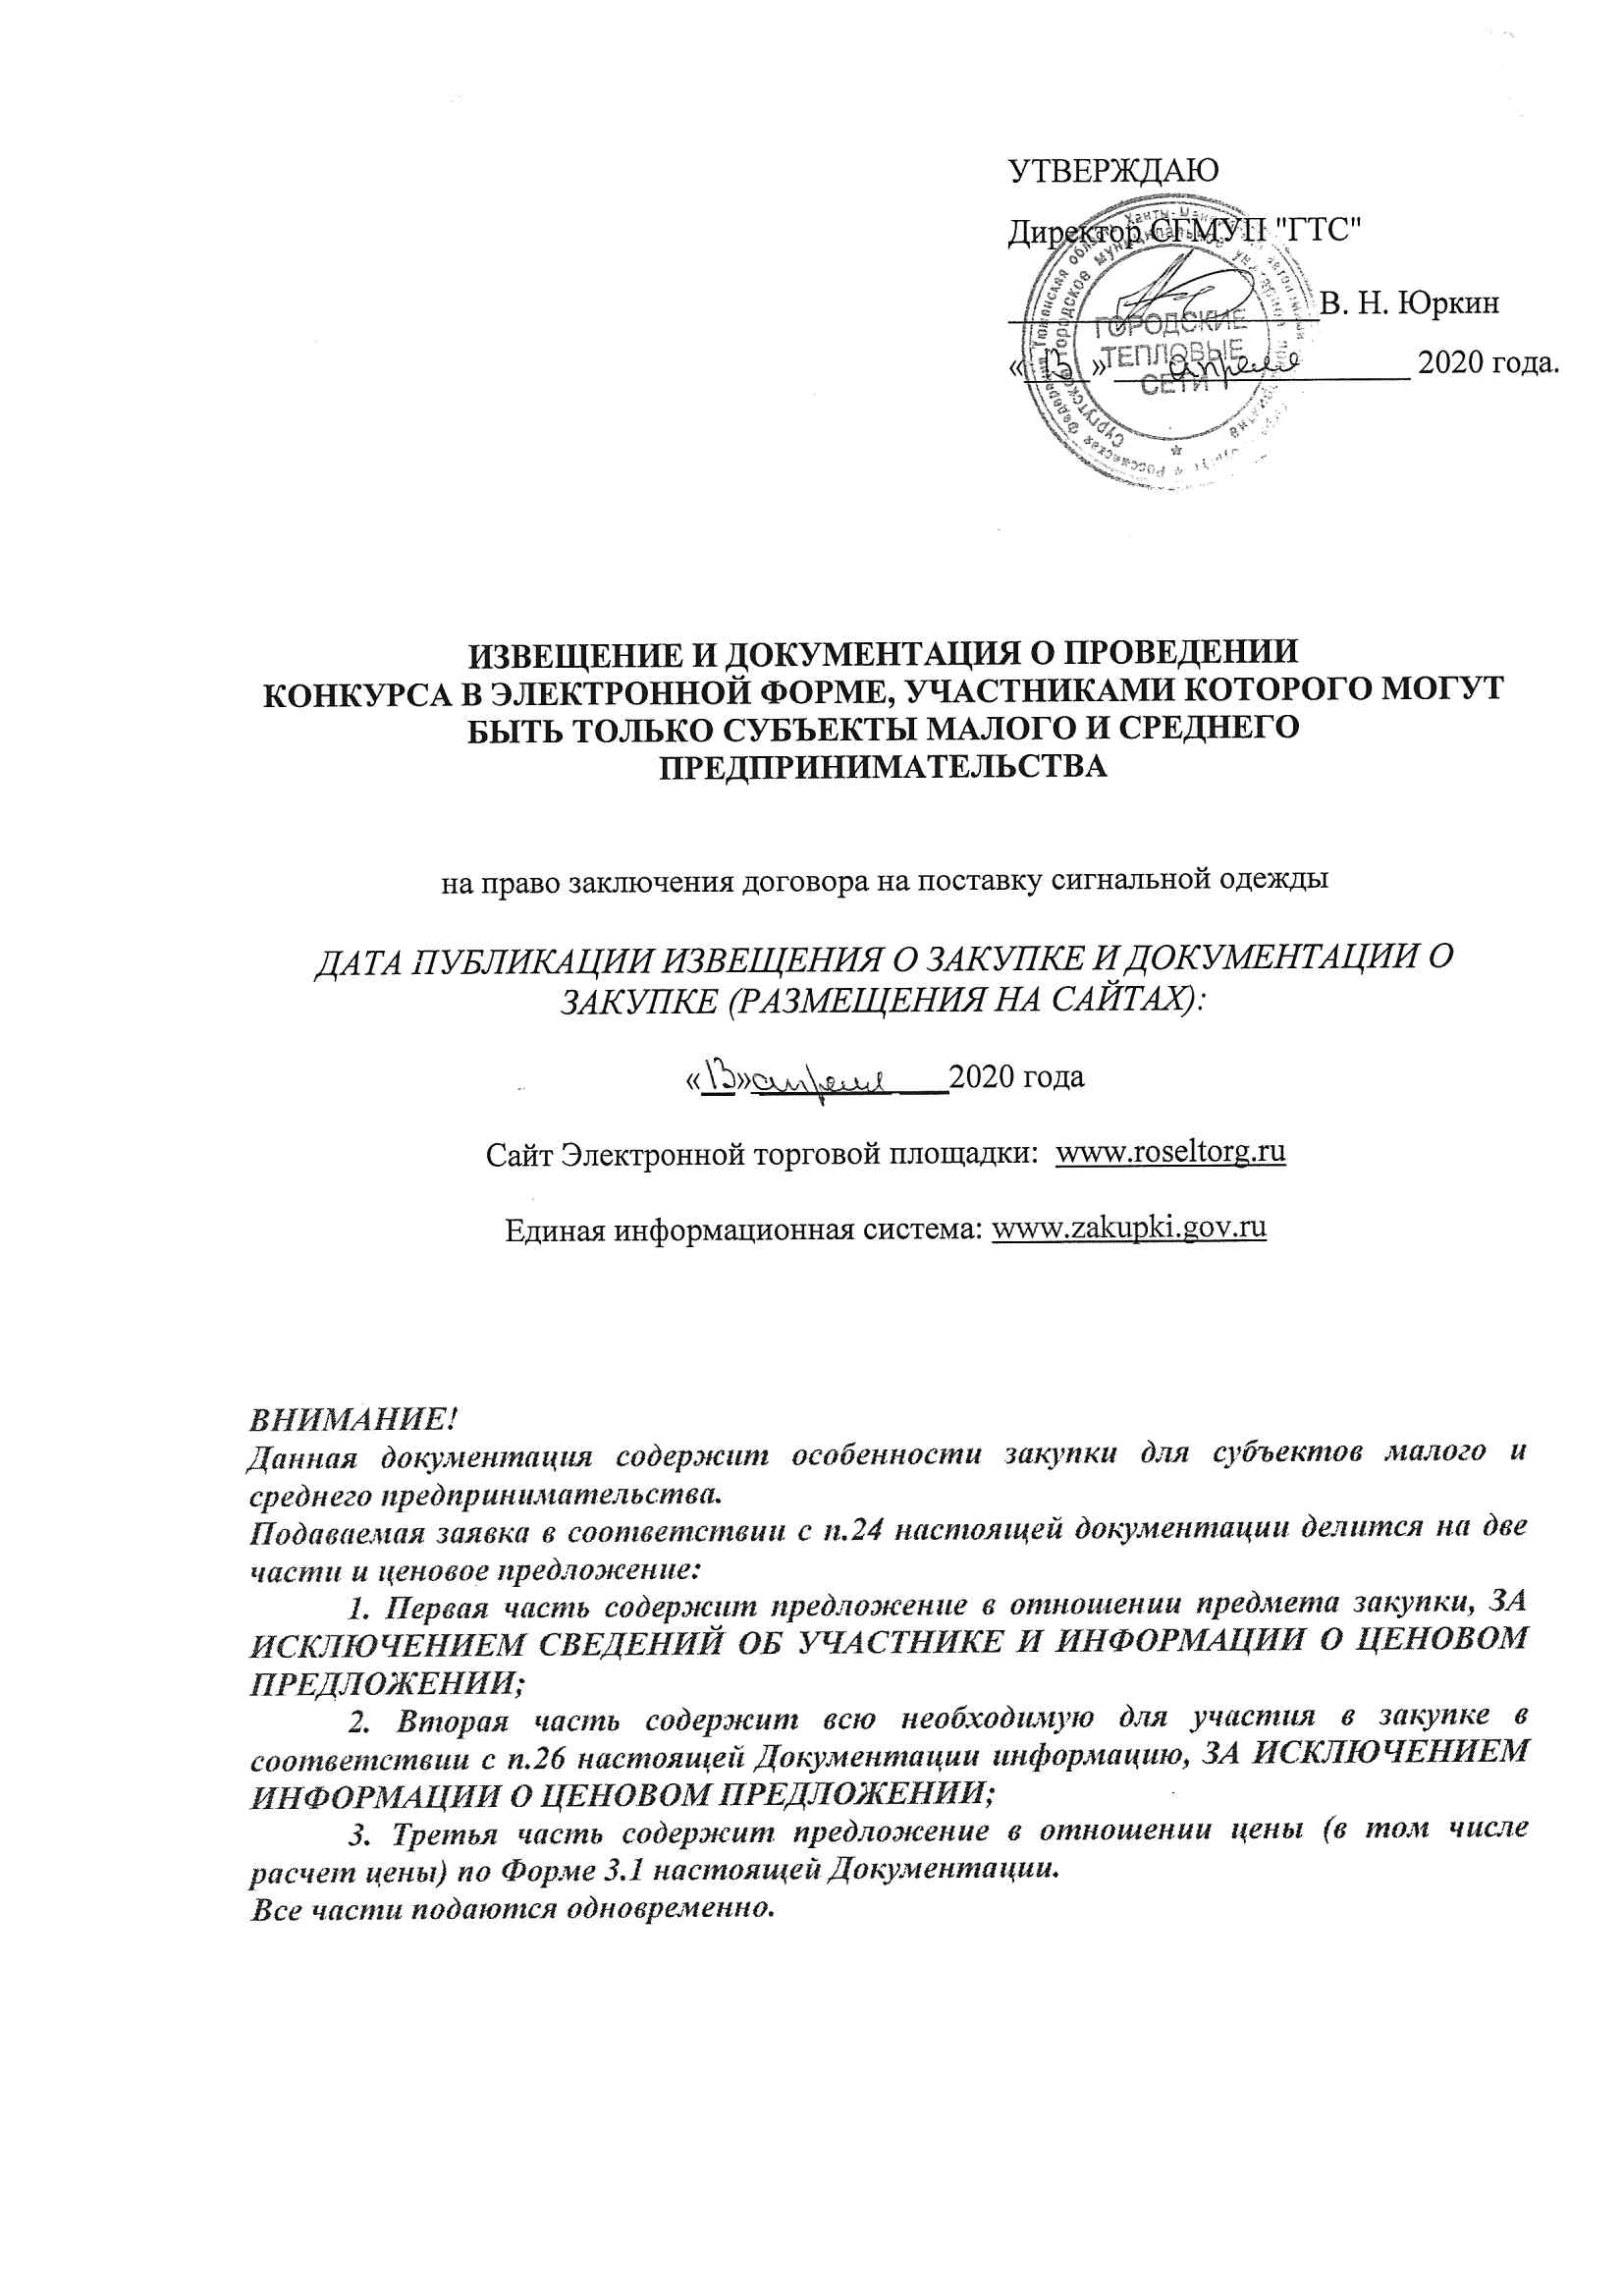 УТВЕРЖДАЮ
Директор СГМУП "ГТС"
В. Н. Юркин
ГОРОДСКИЕ
ТЕПЛОВЫЕ
СЕТИ
«13» апреля 2020 года.
ИЗВЕЩЕНИЕ И ДОКУМЕНТАЦИЯ О ПРОВЕДЕНИИ
КОНКУРСА В ЭЛЕКТРОННОЙ ФОРМЕ, УЧАСТНИКАМИ КОТОРОГО МОГУТ
БЫТЬ ТОЛЬКО СУБЪЕКТЫ МАЛОГО И СРЕДНЕГО
ПРЕДПРИНИМАТЕЛЬСТВА
на право заключения договора на поставку сигнальной одежды
ДАТА ПУБЛИКАЦИИ ИЗВЕЩЕНИЯ О ЗАКУПКЕ И ДОКУМЕНТАЦИИ О
ЗАКУПКЕ (РАЗМЕЩЕНИЯ НА САЙТАХ):
«13» апреля 2020 года
Сайт Электронной торговой площадки: www.roseltorg.ru
Единая информационная система: www.zakupki.gov.ru
ВНИМАНИЕ!
Данная документация содержит особенности закупки для субъектов малого и
среднего предпринимательства.
Подаваемая заявка в соответствии с п.24 настоящей документации делится на две
части и ценовое предложение:
1. Первая часть содержит предложение в отношении предмета закупки, ЗА
ИСКЛЮЧЕНИЕМ СВЕДЕНИЙ ОБ УЧАСТНИКЕ И ИНФОРМАЦИИ О ЦЕНОВОМ
ПРЕДЛОЖЕНИИ;
2. Вторая часть содержит всю необходимую для участия в закупке в
соответствии с п.26 настоящей Документации информацию, ЗА ИСКЛЮЧЕНИЕМ
ИНФОРМАЦИИ О ЦЕНОВОМ ПРЕДЛОЖЕНИИ;
3. Третья часть содержит предложение в отношении цены (в том числе
расчет цены) по Форме 3.1 настоящей Документации.
Все части подаются одновременно.